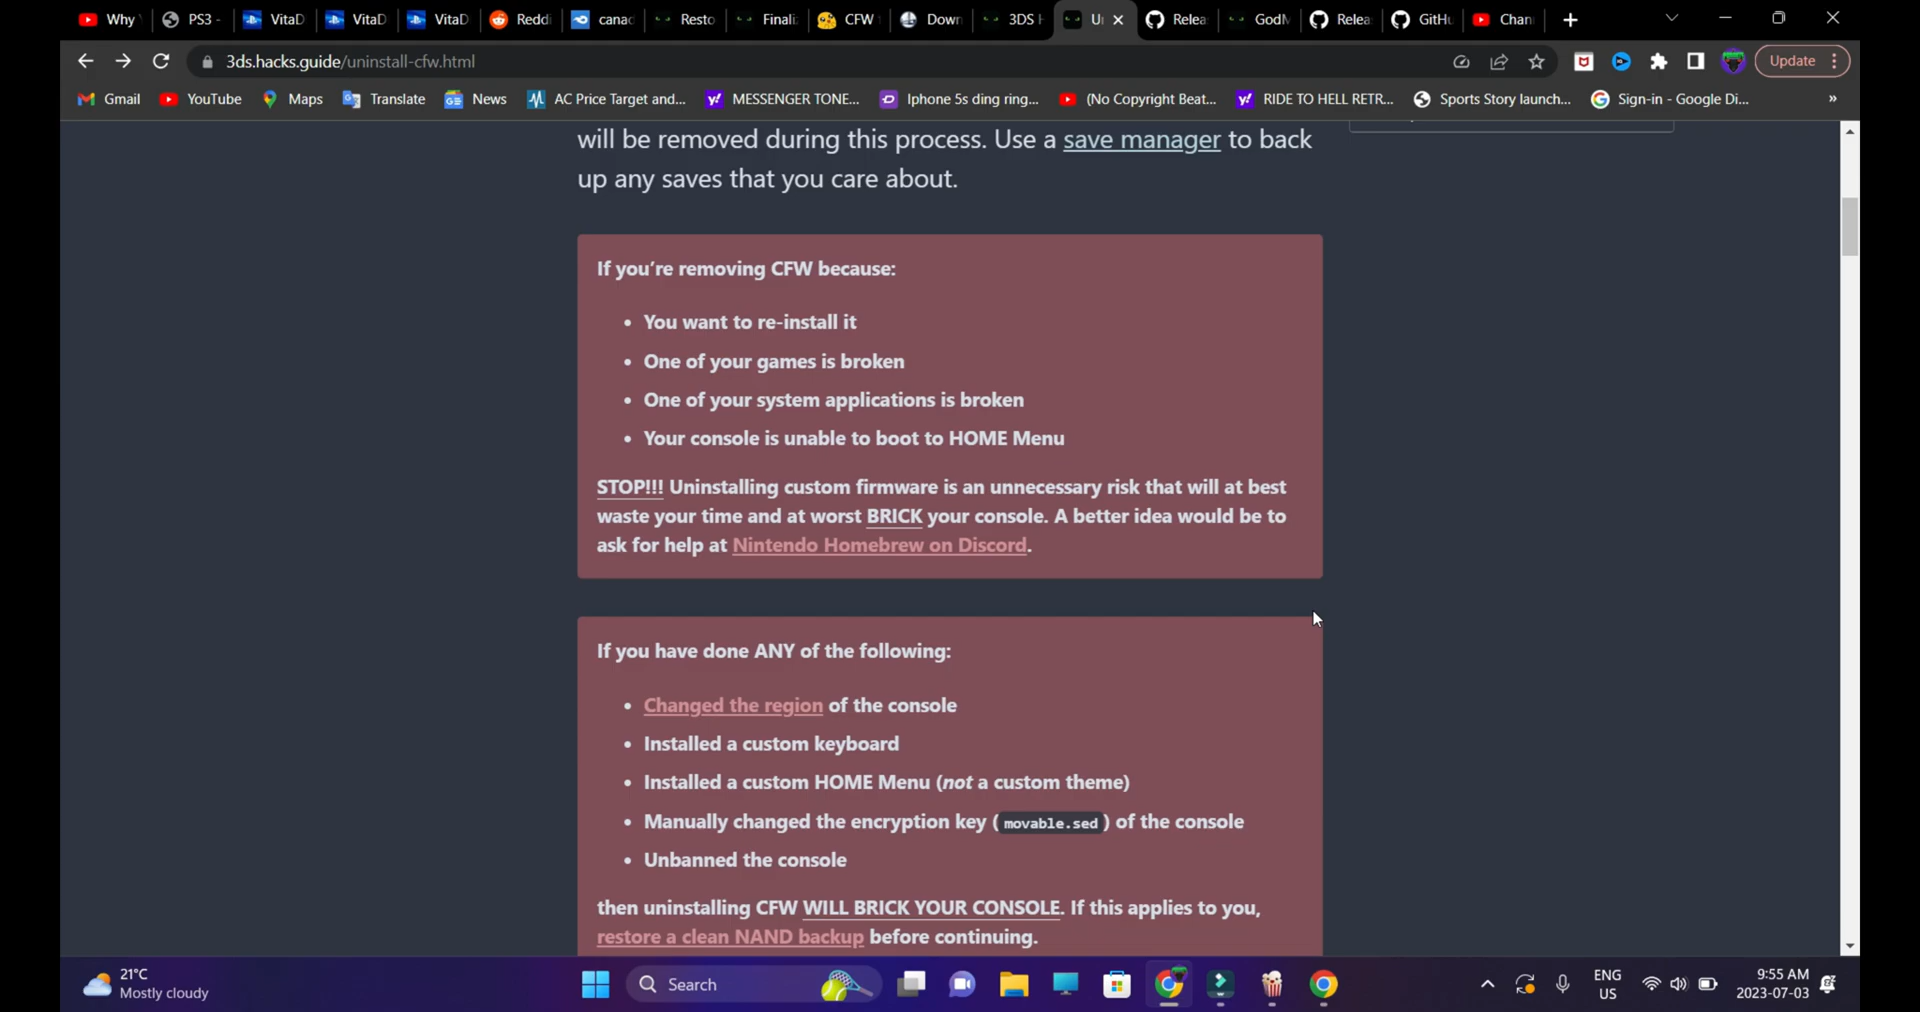 Why
PS3 -
VitaD
VitaD
VitaD
Reddi
canad
Resto
Finali
CFW
Down
3DS H
Un
Relea
GodM
Relea
GitHu
Chan
3ds.hacks.guide/uninstall-cfw.html
Update
Gmail
YouTube
Maps
Translate
News
AC Price Target and...
MESSENGER TONE...
Iphone 5s ding ring...
(No Copyright Beat...
RIDE TO HELL RETR...
Sports Story launch...
Sign-in - Google Di...
»
will be removed during this process. Use a save manager to back
up any saves that you care about.
If you’re removing CFW because:
• You want to re-install it
• One of your games is broken
• One of your system applications is broken
• Your console is unable to boot to HOME Menu
STOP!!! Uninstalling custom firmware is an unnecessary risk that will at best
waste your time and at worst BRICK your console. A better idea would be to
ask for help at Nintendo Homebrew on Discord.
If you have done ANY of the following:
• Changed the region of the console
• Installed a custom keyboard
• Installed a custom HOME Menu (not a custom theme)
• Manually changed the encryption key (movable.sed) of the console
• Unbanned the console
then uninstalling CFW WILL BRICK YOUR CONSOLE. If this applies to you,
restore a clean NAND backup before continuing.
21°C
Mostly cloudy
Search
ENG
US
9:55 AM
2023-07-03